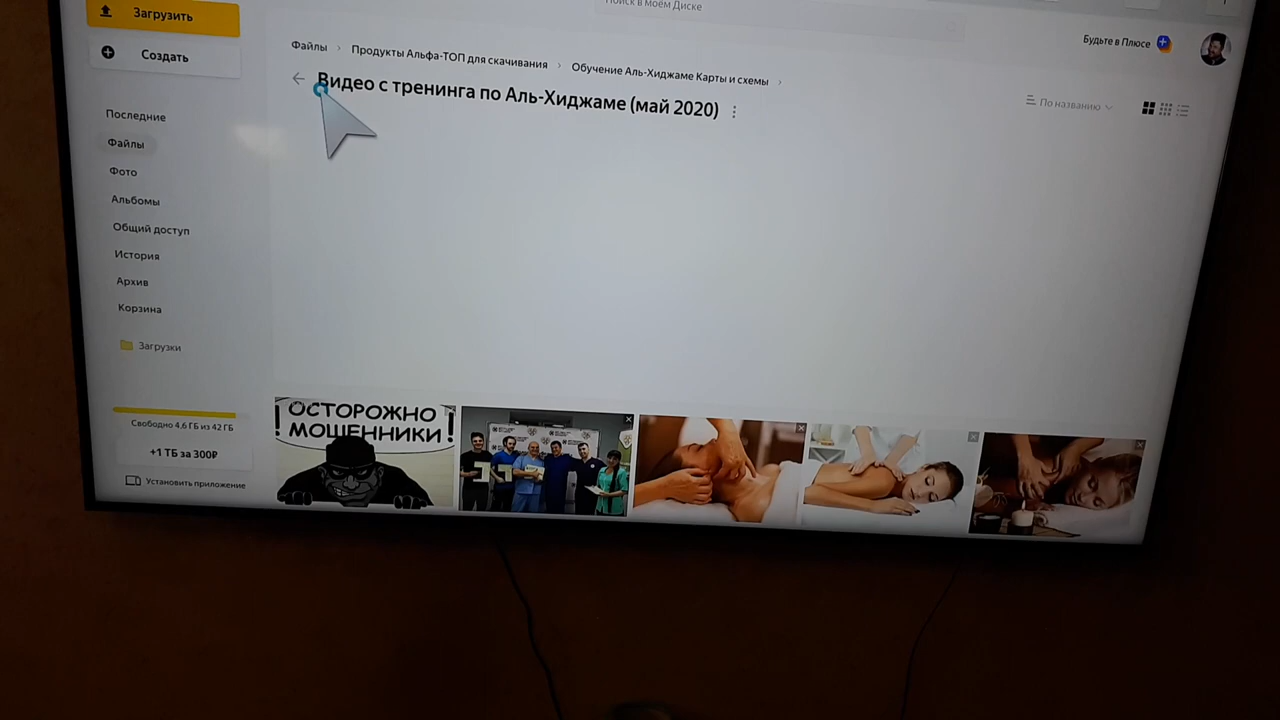 Поиск в Моём Диске
Загрузить
Создать
Будьте в Плюсе
Файлы › Продукты Альфа-ТОП для скачивания › Обучение Аль-Хиджаме Карты и схемы ›
Видео с тренинга по Аль-Хиджаме (май 2020)
По названию
Последние
Файлы
Фото
Альбомы
Общий доступ
История
Архив
Корзина
Загрузки
Свободно 4,6 ГБ из 42 ГБ
+1 ТБ за 300₽
Установить приложение
ОСТОРОЖНО
МОШЕННИКИ!